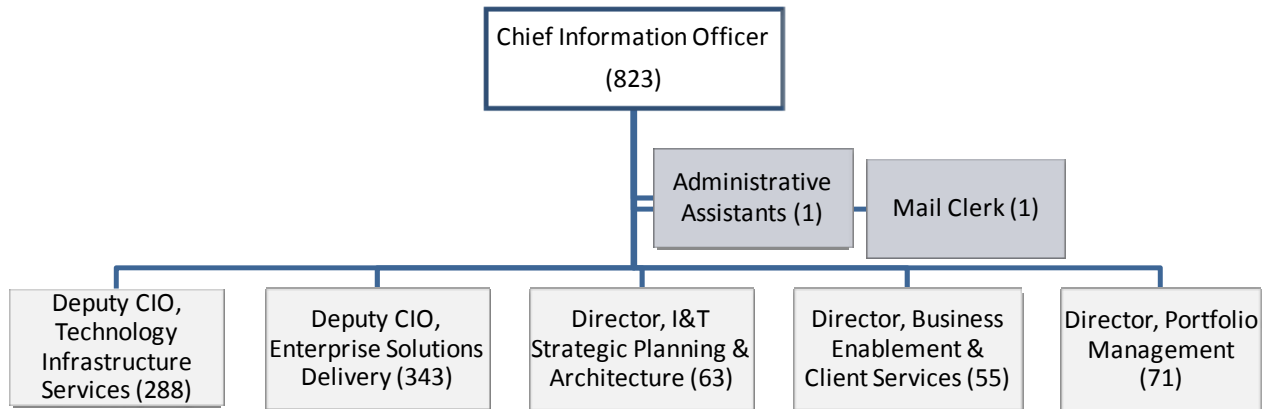 Chief Information Officer
(823)
Administrative
Assistants (1)
Mail Clerk (1)
Deputy CIO,
Technology
Infrastructure
Services (288)
Deputy CIO,
Enterprise Solutions
Delivery (343)
Director, I&T
Strategic Planning &
Architecture (63)
Director, Business
Enablement &
Client Services (55)
Director, Portfolio
Management
(71)